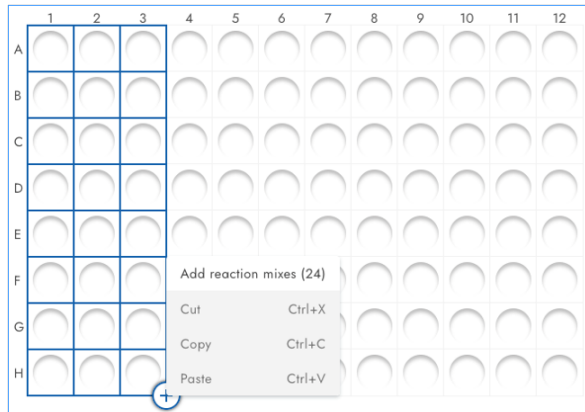 1 2 3 4 5 6 7 8 9 10 11 12
A
B
C
D
E
F
Add reaction mixes (24)
Cut Ctrl+X
G
Copy Ctrl+C
H
Paste Ctrl+V